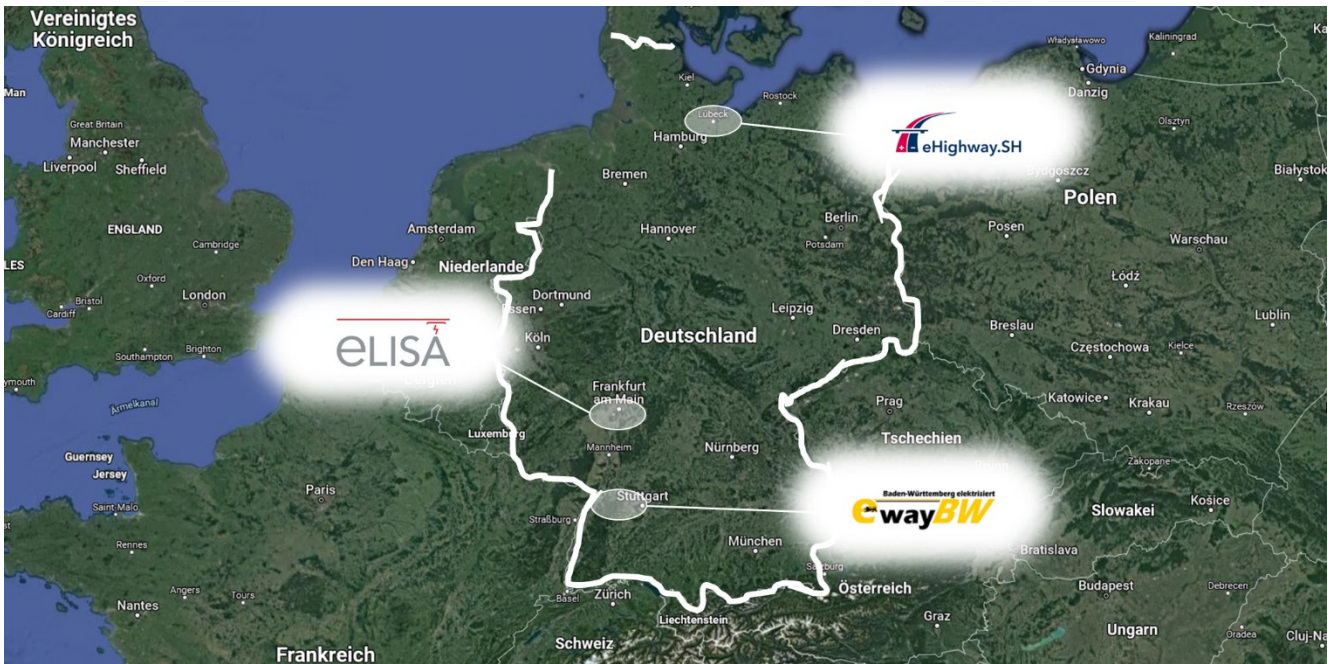 Vereinigtes
Königreich
Man
Great Britain
Manchester
Liverpool
Sheffield
ENGLAND
Cambridge
LES
Oxford
London
Bristol
Cardiff
Southampton
Brighton
ymouth
Ärmelkanal
Guernsey
Jersey
Saint-Malo
Rennes
Nantes
Angers
Tours
Paris
Frankreich
Amsterdam
Den Haag
Niederlande
Luxemburg
eLISA
Kiel
Lübeck
Rostock
Hamburg
Bremen
Hannover
Berlin
Potsdam
Dortmund
Essen
Köln
Deutschland
Leipzig
Dresden
Frankfurt
am Main
Mannheim
Nürnberg
Stuttgart
Straßburg
München
Salzburg
Basel
Zürich
Liechtenstein
Schweiz
Österreich
Graz
eHighway.SH
Baden-Württemberg elektrisiert
ewayBW
Władysławowo
Gdynia
Danzig
Kaliningrad
Ka
Olsztyn
Białystok
Bydgoszcz
Polen
Posen
Warschau
Łódź
Lublin
Breslau
Częstochowa
Kielce
Katowice
Krakau
Rzeszów
Prag
Tschechien
Zakopane
Slowakei
Košice
Bratislava
Budapest
Debrecen
Ungarn
Oradea
Cluj-Na